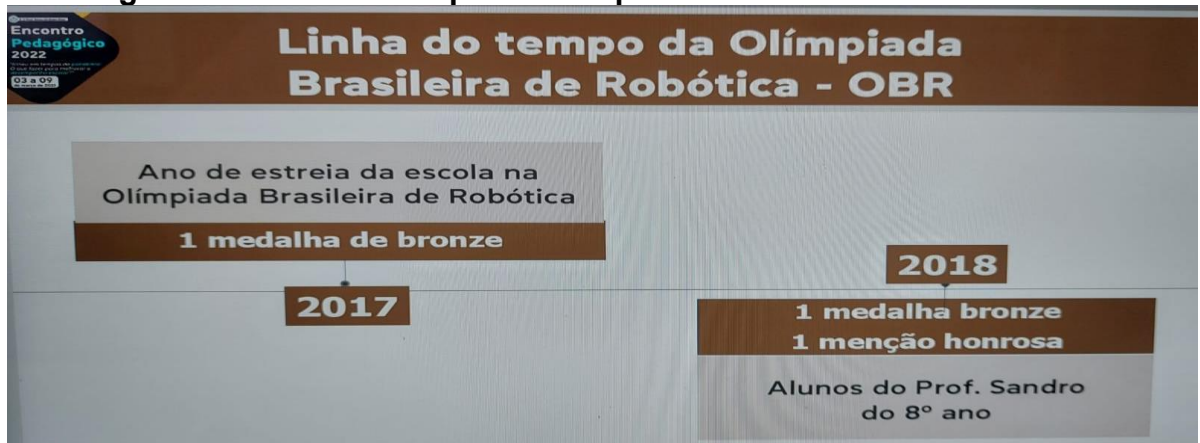 Encontro
Pedagógico
2022
03 a 09
Linha do tempo da Olímpiada
Brasileira de Robótica - OBR
Ano de estreia da escola na
Olímpiada Brasileira de Robótica
1 medalha de bronze
2017
2018
1 medalha bronze
1 menção honrosa
Alunos do Prof. Sandro
do 8º ano